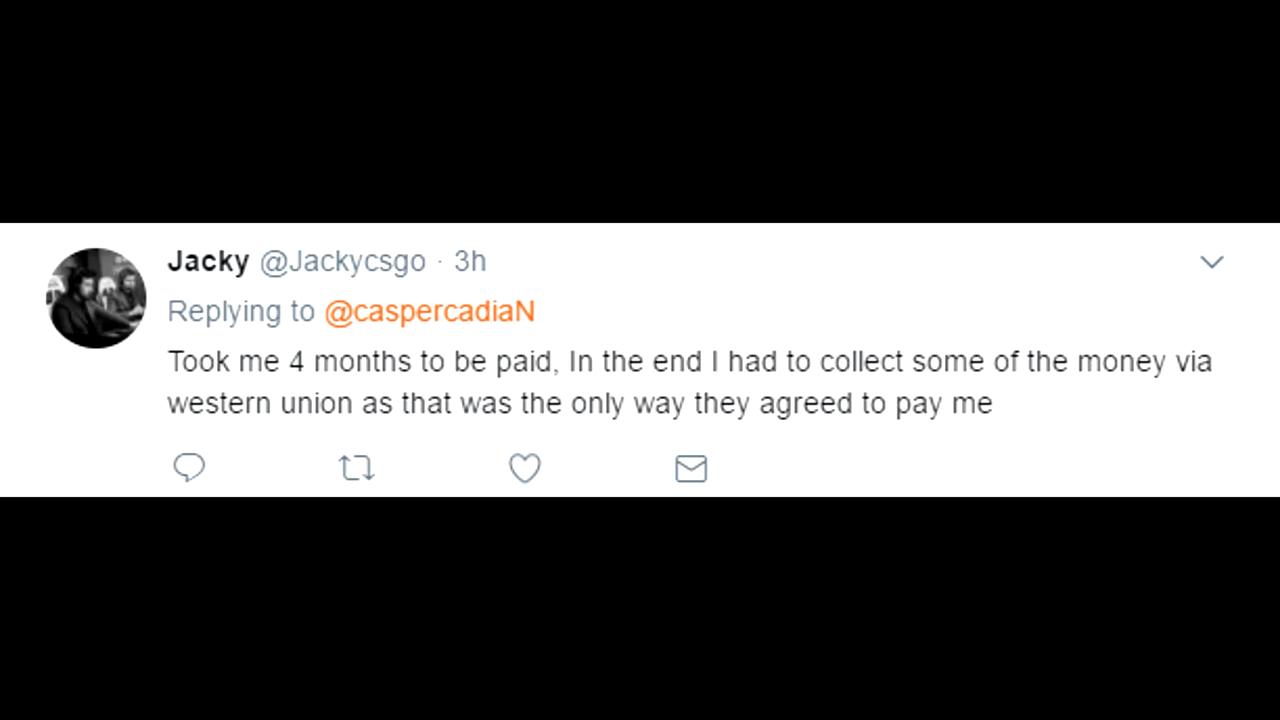 Jacky @Jackycsgo · 3h
Replying to @caspercadiaN
Took me 4 months to be paid, In the end I had to collect some of the money via
western union as that was the only way they agreed to pay me